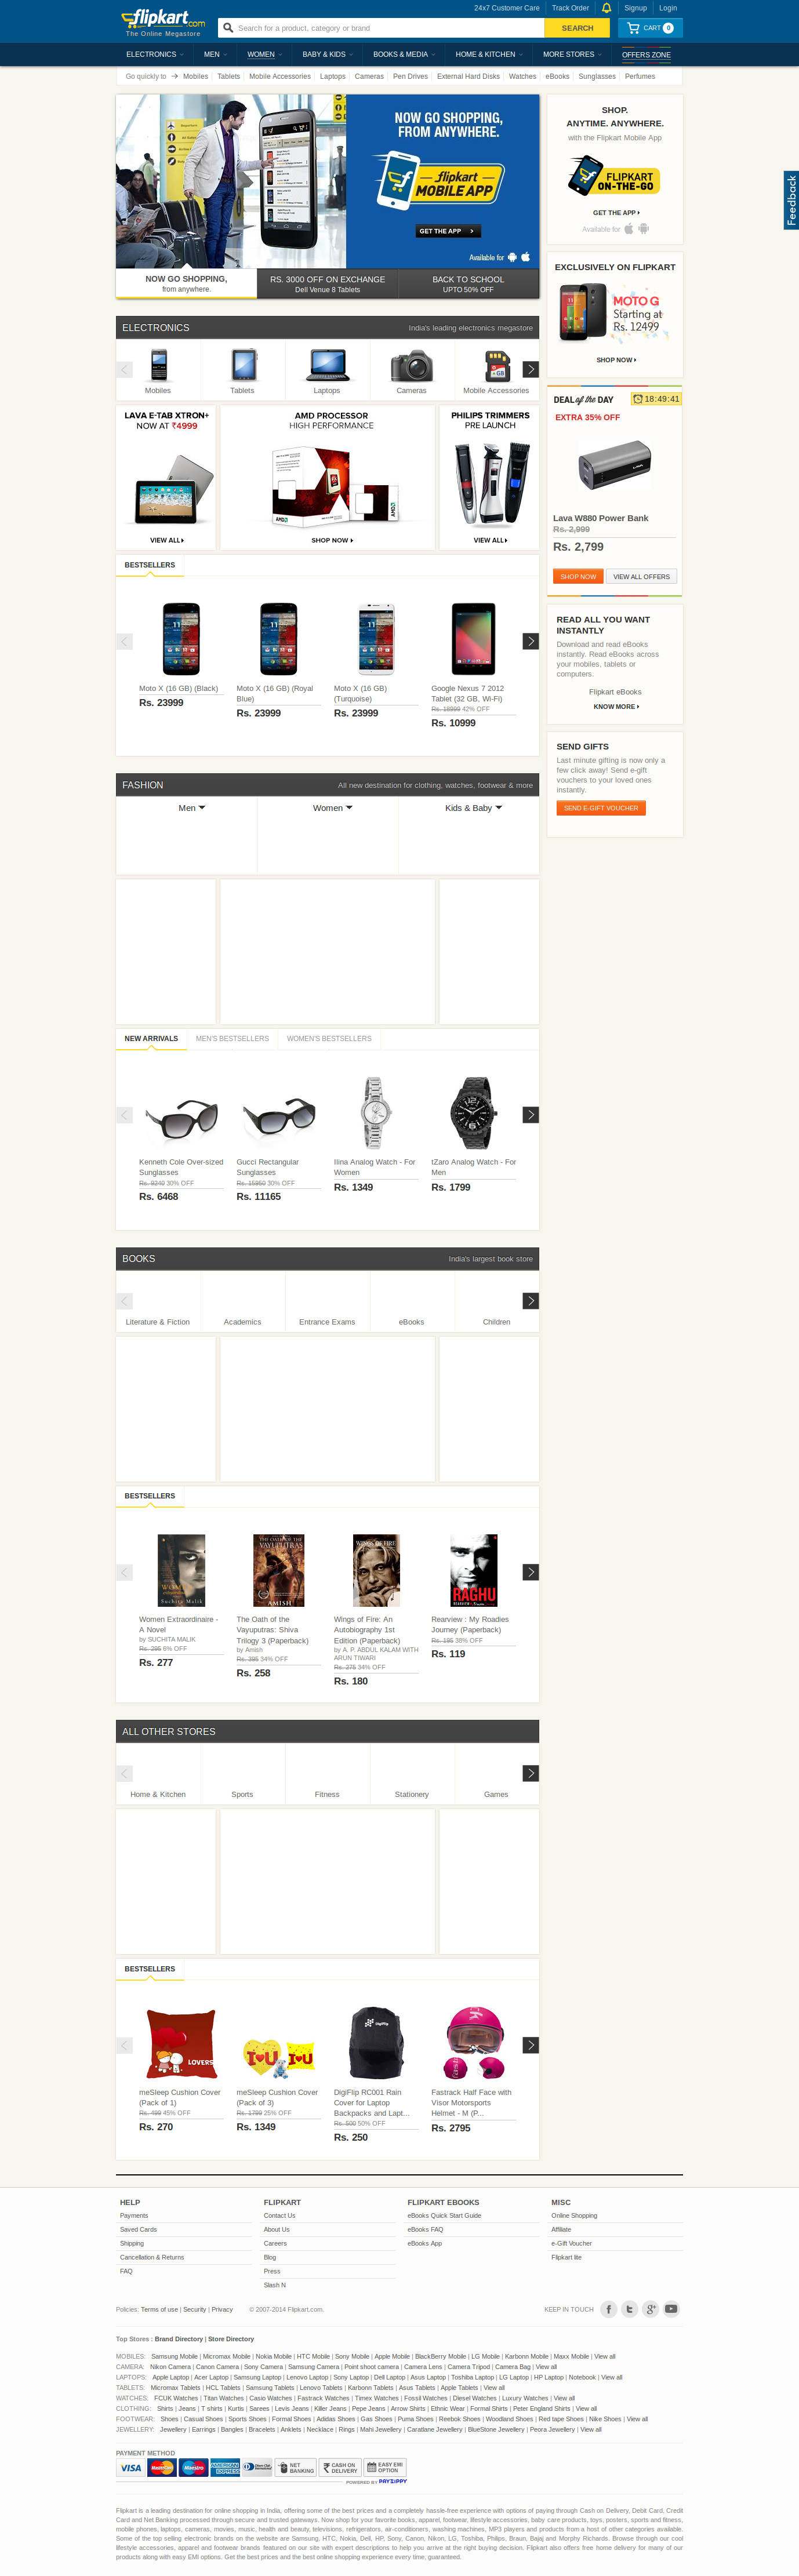 24x7 Customer Care Track Order Signup Login
flipkart.com
The Online Megastore
Search for a product, category or brand
SEARCH
CART 0
ELECTRONICS MEN WOMEN BABY & KIDS BOOKS & MEDIA HOME & KITCHEN MORE STORES OFFERS ZONE
Go quickly to → Mobiles Tablets Mobile Accessories Laptops Cameras Pen Drives External Hard Disks Watches eBooks Sunglasses Perfumes
NOW GO SHOPPING,
FROM ANYWHERE.
flipkart
MOBILE APP
GET THE APP
Available for
NOW GO SHOPPING,
from anywhere.
RS. 3000 OFF ON EXCHANGE
Dell Venue 8 Tablets
BACK TO SCHOOL
UPTO 50% OFF
SHOP.
ANYTIME. ANYWHERE.
with the Flipkart Mobile App
FLIPKART
ON-THE-GO
GET THE APP
Available for
Feedback
EXCLUSIVELY ON FLIPKART
MOTO G
Starting at
Rs. 12499
SHOP NOW
DEAL of the DAY
18:49:41
EXTRA 35% OFF
Lava W880 Power Bank
Rs. 2,999
Rs. 2,799
SHOP NOW
VIEW ALL OFFERS
READ ALL YOU WANT
INSTANTLY
Download and read eBooks
instantly. Read eBooks across
your mobiles, tablets or
computers.
Flipkart eBooks
KNOW MORE
SEND GIFTS
Last minute gifting is now only a
few click away! Send e-gift
vouchers to your loved ones
instantly.
SEND E-GIFT VOUCHER
ELECTRONICS
India's leading electronics megastore
Mobiles Tablets Laptops Cameras Mobile Accessories
LAVA E-TAB XTRON+
NOW AT ₹4999
VIEW ALL
AMD PROCESSOR
HIGH PERFORMANCE
SHOP NOW
PHILIPS TRIMMERS
PRE LAUNCH
VIEW ALL
BESTSELLERS
Moto X (16 GB) (Black)
Rs. 23999
Moto X (16 GB) (Royal
Blue)
Rs. 23999
Moto X (16 GB)
(Turquoise)
Rs. 23999
Google Nexus 7 2012
Tablet (32 GB, Wi-Fi)
Rs. 18999 42% OFF
Rs. 10999
FASHION
All new destination for clothing, watches, footwear & more
Men Women Kids & Baby
NEW ARRIVALS MEN'S BESTSELLERS WOMEN'S BESTSELLERS
Kenneth Cole Over-sized
Sunglasses
Rs. 9240 30% OFF
Rs. 6468
Gucci Rectangular
Sunglasses
Rs. 15950 30% OFF
Rs. 11165
Ilina Analog Watch - For
Women
Rs. 1349
tZaro Analog Watch - For
Men
Rs. 1799
BOOKS
India's largest book store
Literature & Fiction Academics Entrance Exams eBooks Children
BESTSELLERS
Women Extraordinaire -
A Novel
by SUCHITA MALIK
Rs. 295 6% OFF
Rs. 277
The Oath of the
Vayuputras: Shiva
Trilogy 3 (Paperback)
by Amish
Rs. 395 34% OFF
Rs. 258
Wings of Fire: An
Autobiography 1st
Edition (Paperback)
by A. P. ABDUL KALAM WITH
ARUN TIWARI
Rs. 275 34% OFF
Rs. 180
Rearview : My Roadies
Journey (Paperback)
Rs. 195 38% OFF
Rs. 119
ALL OTHER STORES
Home & Kitchen Sports Fitness Stationery Games
BESTSELLERS
meSleep Cushion Cover
(Pack of 1)
Rs. 499 45% OFF
Rs. 270
meSleep Cushion Cover
(Pack of 3)
Rs. 1799 25% OFF
Rs. 1349
DigiFlip RC001 Rain
Cover for Laptop
Backpacks and Lapt...
Rs. 500 50% OFF
Rs. 250
Fastrack Half Face with
Visor Motorsports
Helmet - M (P...
Rs. 2795
HELP
Payments
Saved Cards
Shipping
Cancellation & Returns
FAQ
FLIPKART
Contact Us
About Us
Careers
Blog
Press
Slash N
FLIPKART EBOOKS
eBooks Quick Start Guide
eBooks FAQ
eBooks App
MISC
Online Shopping
Affiliate
e-Gift Voucher
Flipkart lite
Policies: Terms of use | Security | Privacy © 2007-2014 Flipkart.com.
KEEP IN TOUCH
Top Stores : Brand Directory | Store Directory
MOBILES: Samsung Mobile | Micromax Mobile | Nokia Mobile | HTC Mobile | Sony Mobile | Apple Mobile | BlackBerry Mobile | LG Mobile | Karbonn Mobile | Maxx Mobile | View all
CAMERA: Nikon Camera | Canon Camera | Sony Camera | Samsung Camera | Point shoot camera | Camera Lens | Camera Tripod | Camera Bag | View all
LAPTOPS: Apple Laptop | Acer Laptop | Samsung Laptop | Lenovo Laptop | Sony Laptop | Dell Laptop | Asus Laptop | Toshiba Laptop | LG Laptop | HP Laptop | Notebook | View all
TABLETS: Micromax Tablets | HCL Tablets | Samsung Tablets | Lenovo Tablets | Karbonn Tablets | Asus Tablets | Apple Tablets | View all
WATCHES: FCUK Watches | Titan Watches | Casio Watches | Fastrack Watches | Timex Watches | Fossil Watches | Diesel Watches | Luxury Watches | View all
CLOTHING: Shirts | Jeans | T shirts | Kurtis | Sarees | Levis Jeans | Killer Jeans | Pepe Jeans | Arrow Shirts | Ethnic Wear | Formal Shirts | Peter England Shirts | View all
FOOTWEAR: Shoes | Casual Shoes | Sports Shoes | Formal Shoes | Adidas Shoes | Gas Shoes | Puma Shoes | Reebok Shoes | Woodland Shoes | Red tape Shoes | Nike Shoes | View all
JEWELLERY: Jewellery | Earrings | Bangles | Bracelets | Anklets | Necklace | Rings | Mahi Jewellery | Caratlane Jewellery | BlueStone Jewellery | Peora Jewellery | View all
PAYMENT METHOD
VISA MasterCard Maestro AMERICAN EXPRESS NET BANKING CASH ON DELIVERY EASY EMI OPTION
POWERED BY PAYZIPPY
Flipkart is a leading destination for online shopping in India, offering some of the best prices and a completely hassle-free experience with options of paying through Cash on Delivery, Debit Card, Credit
Card and Net Banking processed through secure and trusted gateways. Now shop for your favorite books, apparel, footwear, lifestyle accessories, baby care products, toys, posters, sports and fitness,
mobile phones, laptops, cameras, movies, music, health and beauty, televisions, refrigerators, air-conditioners, washing machines, MP3 players and products from a host of other categories available.
Some of the top selling electronic brands on the website are Samsung, HTC, Nokia, Dell, HP, Sony, Canon, Nikon, LG, Toshiba, Philips, Braun, Bajaj and Morphy Richards. Browse through our cool
lifestyle accessories, apparel and footwear brands featured on our site with expert descriptions to help you arrive at the right buying decision. Flipkart also offers free home delivery for many of our
products along with easy EMI options. Get the best prices and the best online shopping experience every time, guaranteed.